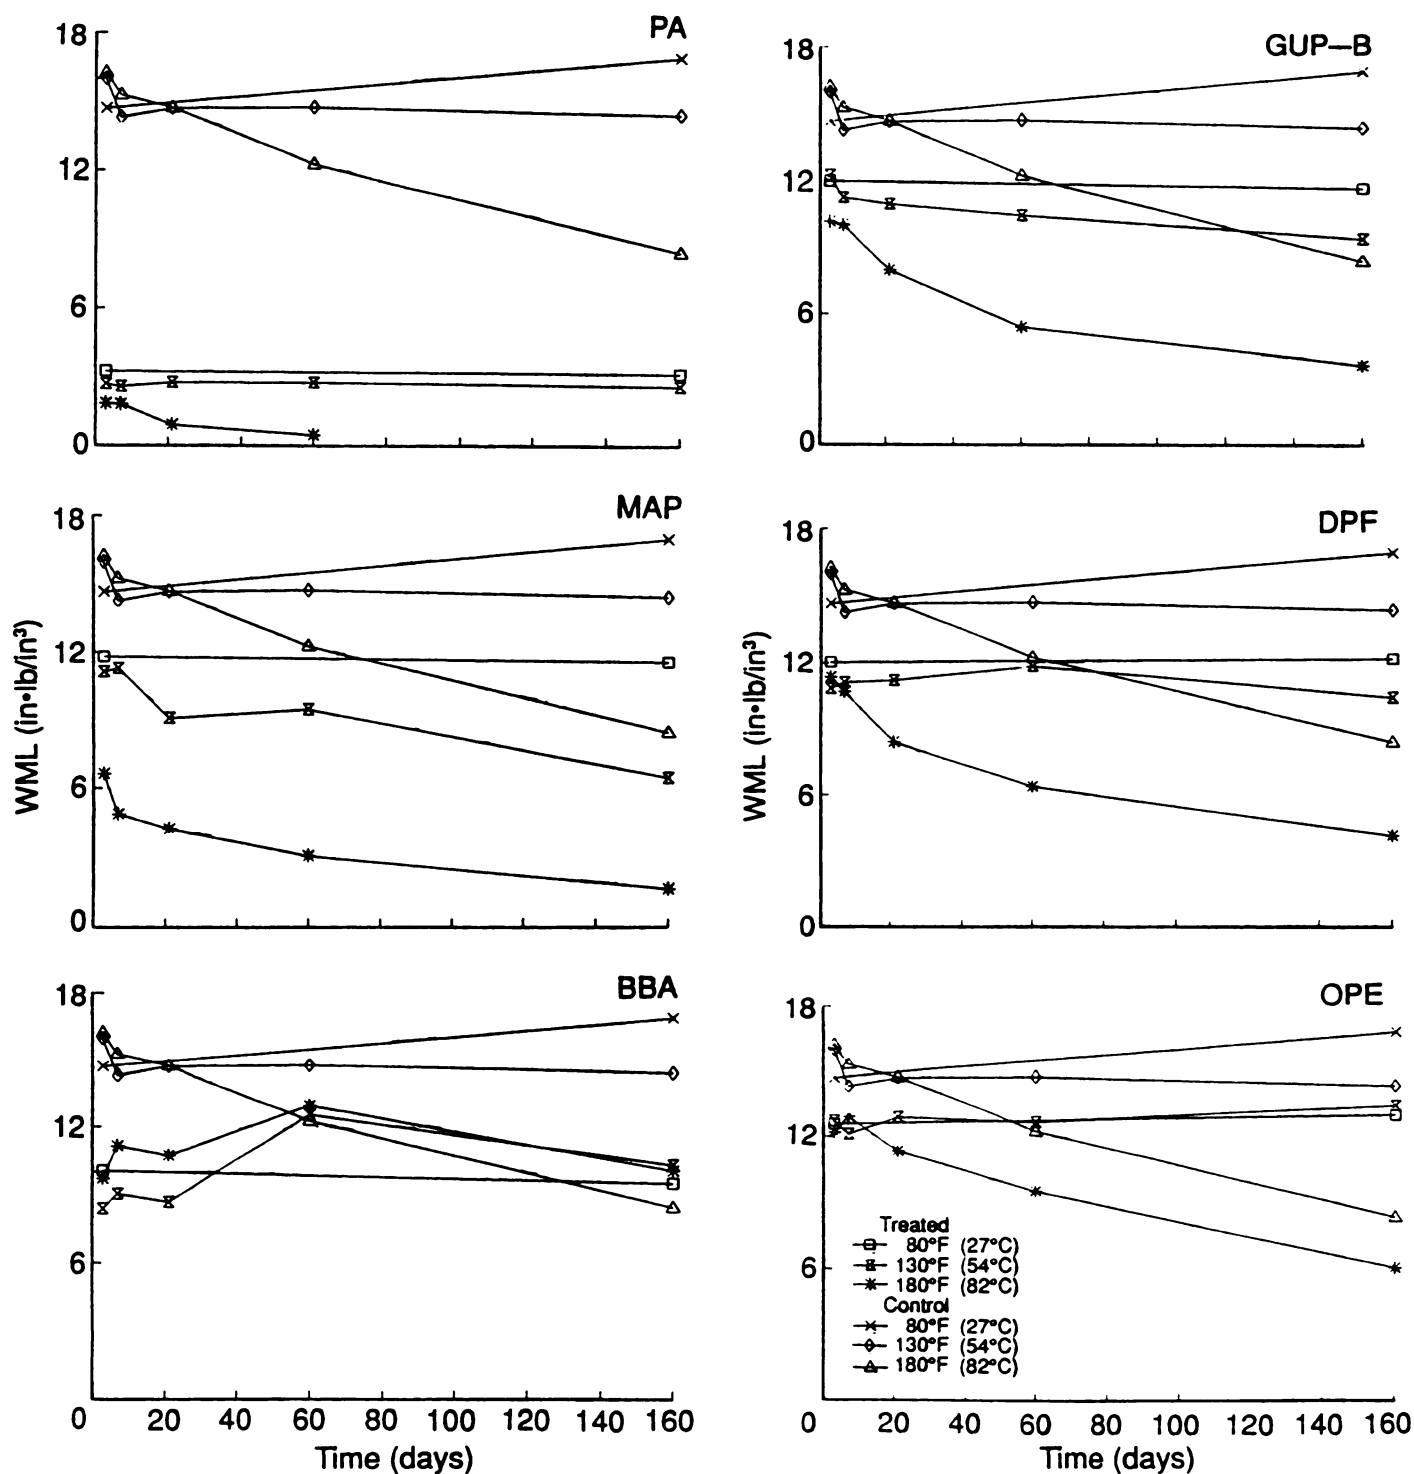 PA
18
12
6
0
GUP–B
18
12
6
0
MAP
18
12
6
0
WML (in•lb/in³)
DPF
18
12
6
0
WML (in•lb/in³)
BBA
18
12
6
0 20 40 60 80 100 120 140 160
Time (days)
OPE
18
12
6
Treated
80°F (27°C)
130°F (54°C)
180°F (82°C)
Control
80°F (27°C)
130°F (54°C)
180°F (82°C)
0 20 40 60 80 100 120 140 160
Time (days)